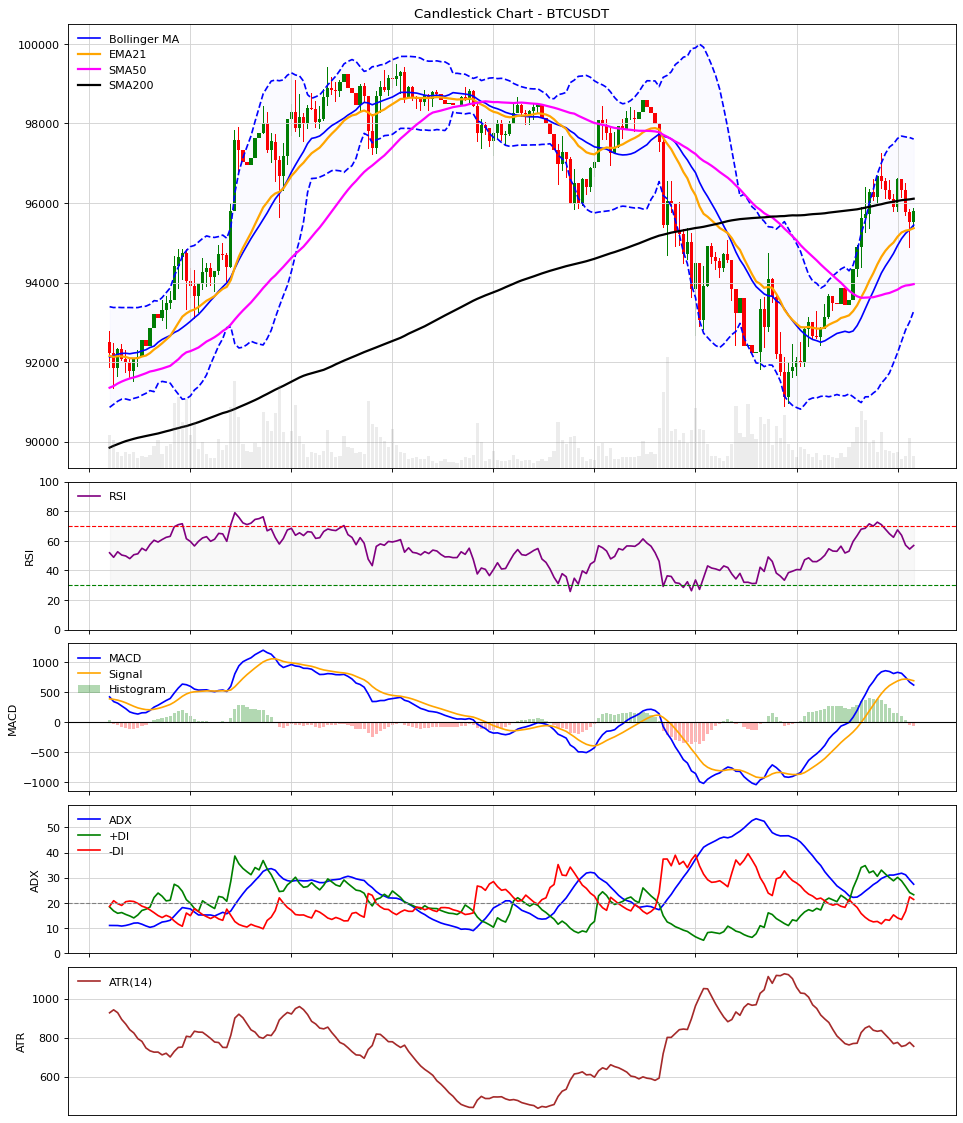 Candlestick Chart - BTCUSDT
Bollinger MA
EMA21
SMA50
SMA200
100000
98000
96000
94000
92000
90000
RSI
RSI
100
80
60
40
20
0
MACD
Signal
Histogram
MACD
1000
500
0
−500
−1000
ADX
+DI
-DI
ADX
50
40
30
20
10
0
ATR(14)
ATR
1000
800
600